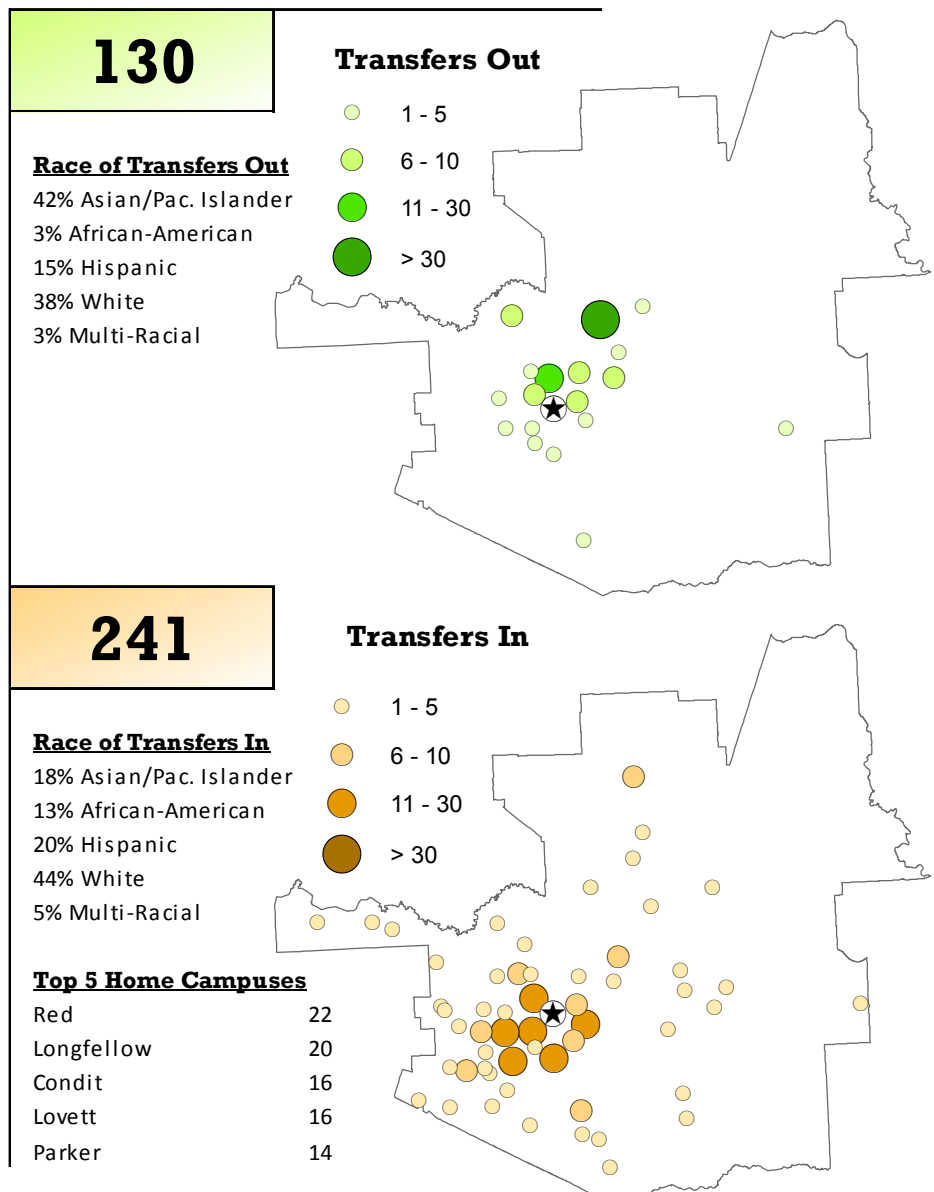 130
Transfers Out
1 - 5
6 - 10
11 - 30
> 30
Race of Transfers Out
42% Asian/Pac. Islander
3% African-American
15% Hispanic
38% White
3% Multi-Racial
241
Transfers In
1 - 5
6 - 10
11 - 30
> 30
Race of Transfers In
18% Asian/Pac. Islander
13% African-American
20% Hispanic
44% White
5% Multi-Racial
Top 5 Home Campuses
Red 22
Longfellow 20
Condit 16
Lovett 16
Parker 14